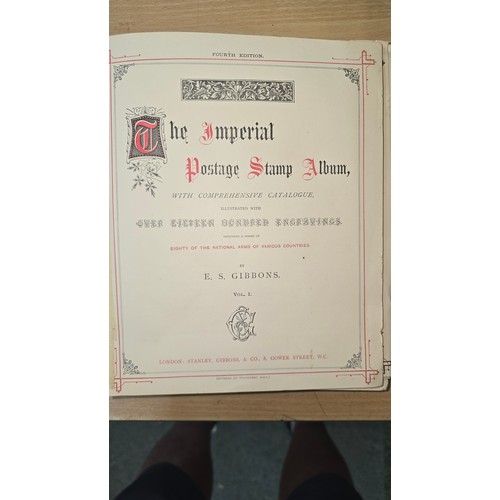 FOURTH EDITION.
The Imperial
Postage Stamp Album,
WITH COMPREHENSIVE CATALOGUE,
ILLUSTRATED WITH
OVER FIFTEEN HUNDRED ENGRAVINGS
EIGHTY OF THE NATIONAL ARMS OF VARIOUS COUNTRIES.
BY
E. S. GIBBONS.
VOL. I.
LONDON: STANLEY, GIBBONS, & CO., 8, GOWER STREET, W.C.